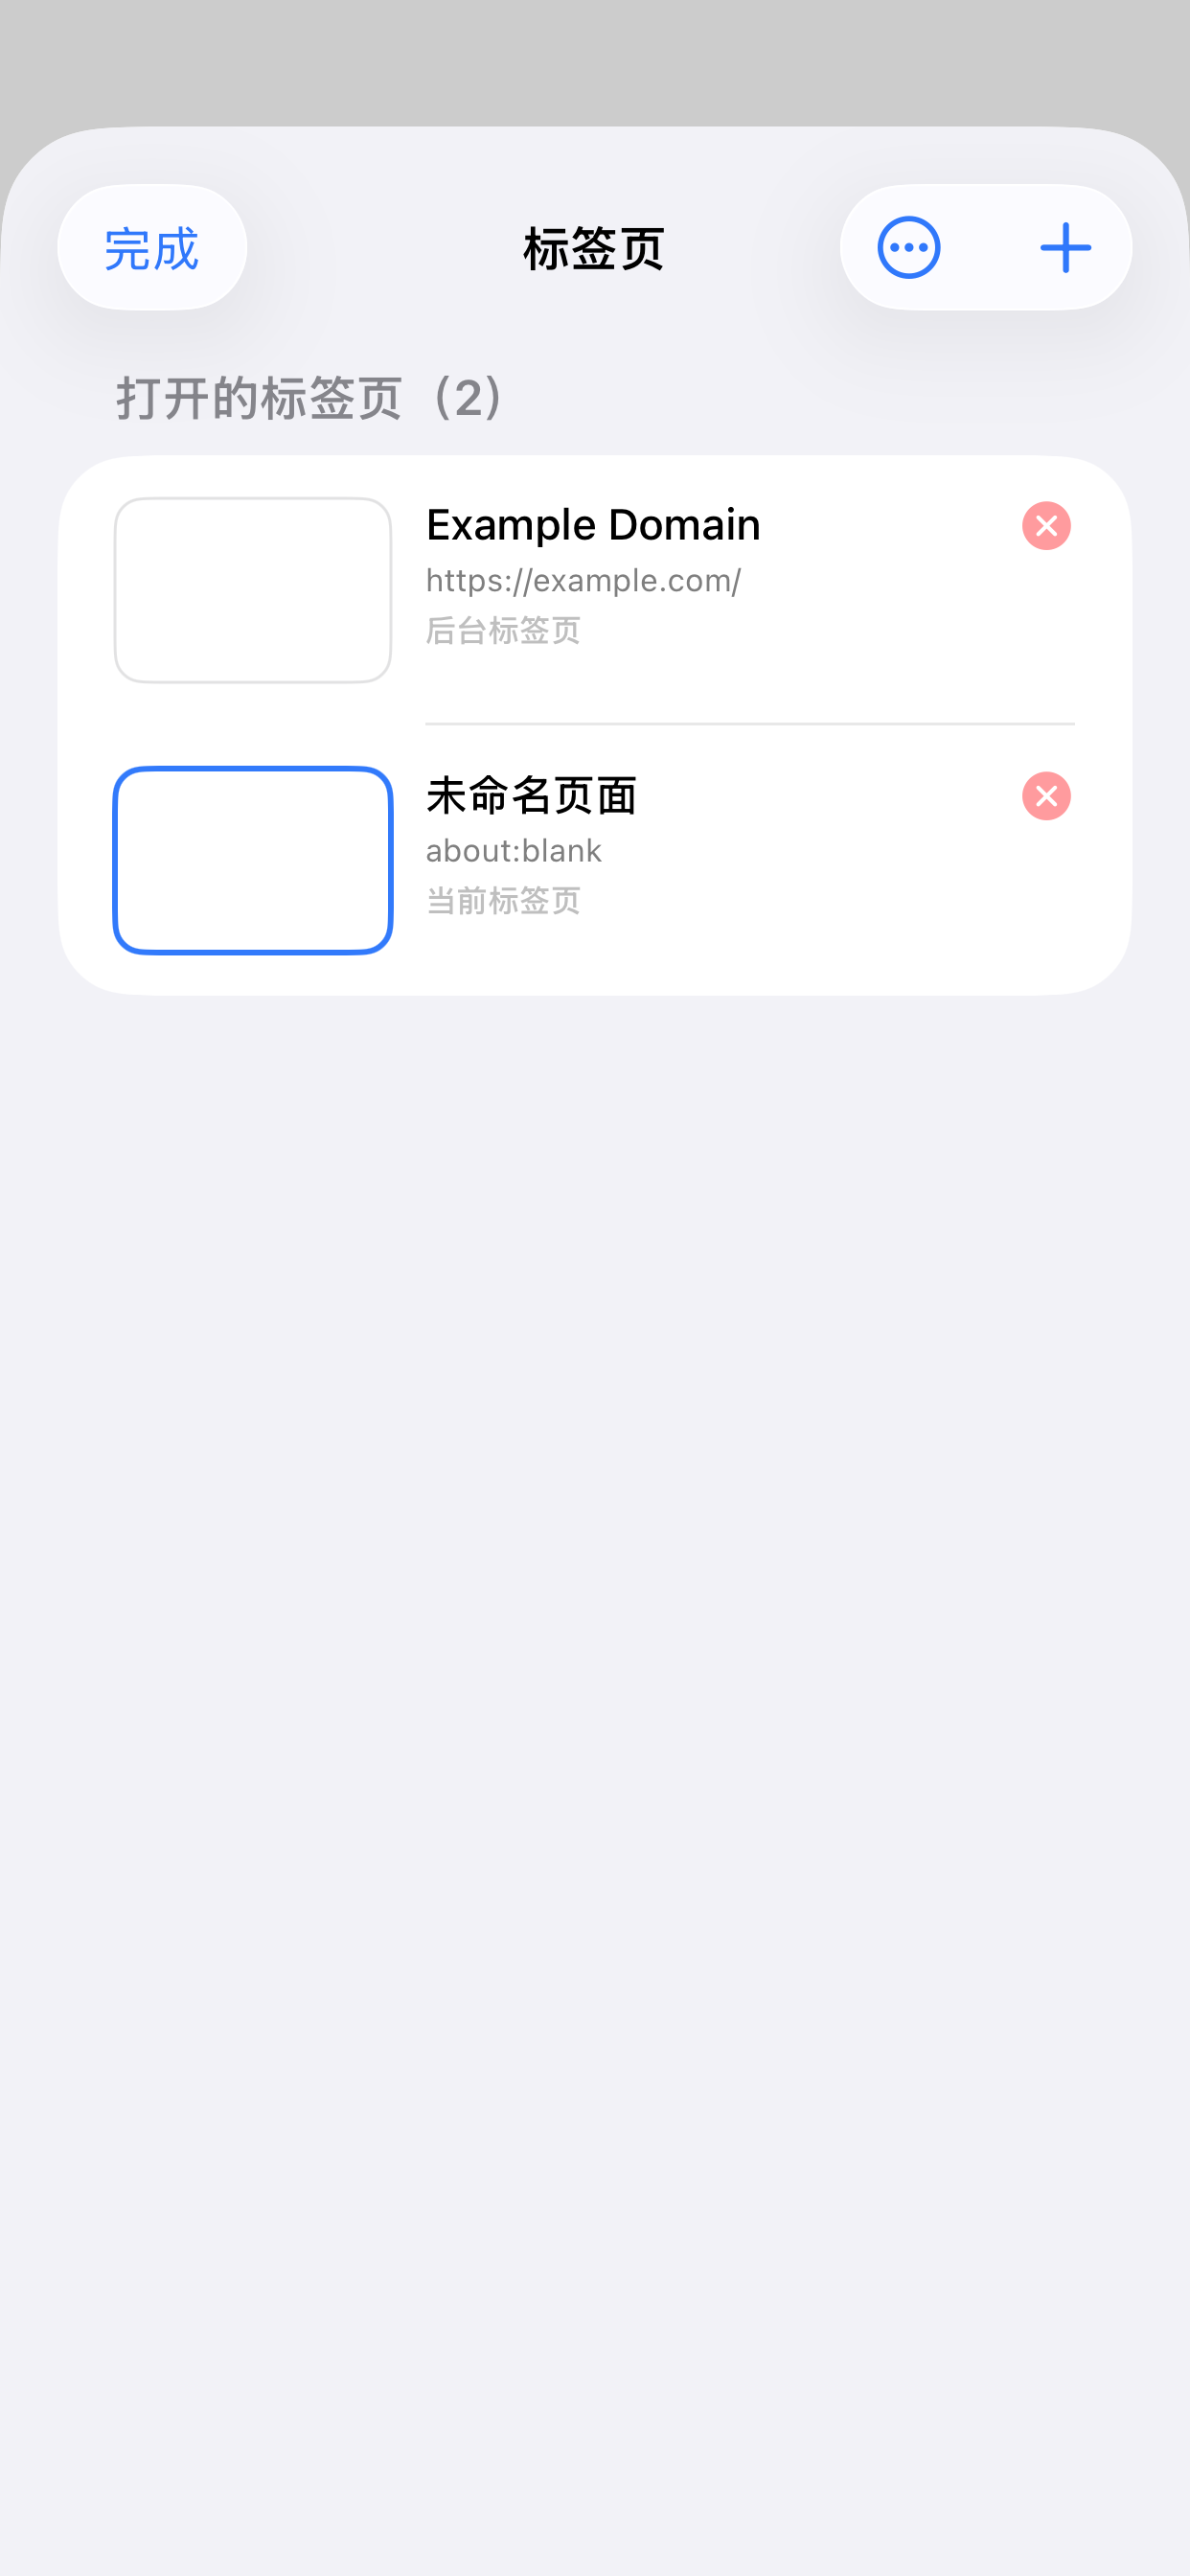 完成
标签页
打开的标签页（2）
Example Domain
https://example.com/
后台标签页
未命名页面
about:blank
当前标签页